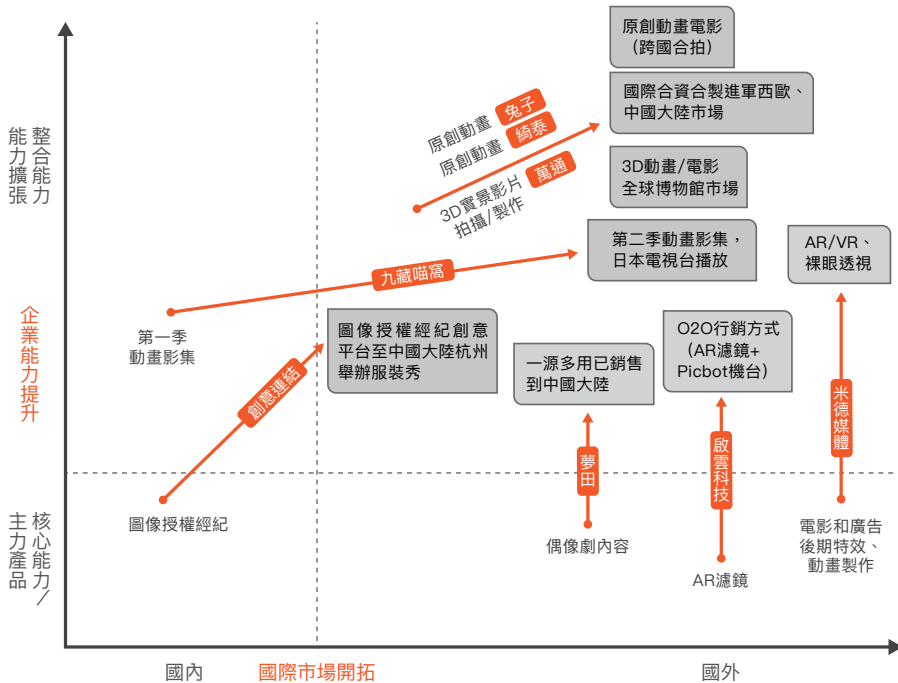 原創動畫電影
（跨國合拍）
國際合資合製進軍西歐、
中國大陸市場
3D動畫/電影
全球博物館市場
原創動畫 兔子
原創動畫 綺泰
3D實景影片 萬通
拍攝/製作
整合能力
能力擴張
第二季動畫影集，
日本電視台播放
AR/VR、
裸眼透視
九藏喵窩
第一季
動畫影集
企業能力提升
圖像授權經紀創意
平台至中國大陸杭州
舉辦服裝秀
創意連結
一源多用已銷售
到中國大陸
O2O行銷方式
（AR濾鏡+
Picbot機台）
夢田
啟雲科技
米德媒體
圖像授權經紀
偶像劇內容
AR濾鏡
電影和廣告
後期特效、
動畫製作
核心能力／
主力產品
國內
國際市場開拓
國外